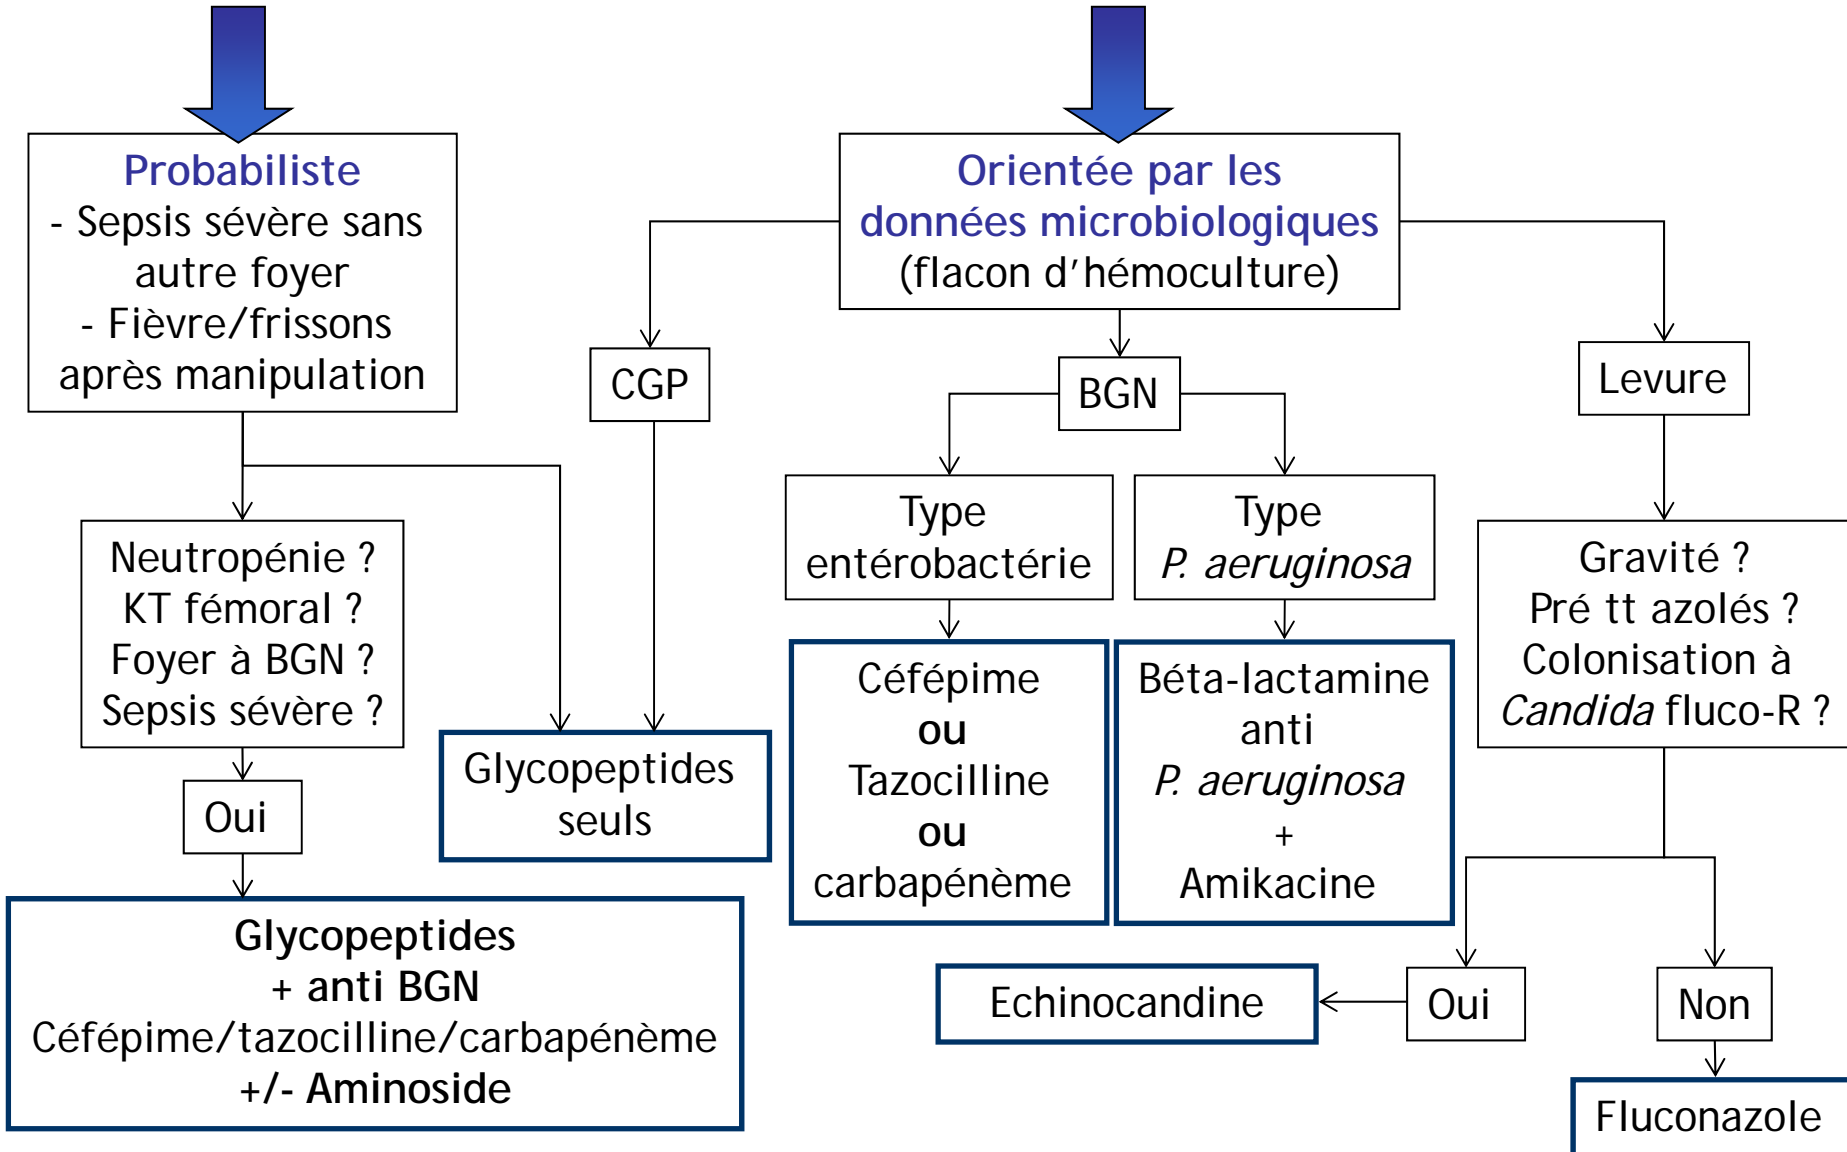 Probabiliste
- Sepsis sévère sans
autre foyer
- Fièvre/frissons
après manipulation
Orientée par les
données microbiologiques
(flacon d’hémoculture)
CGP
BGN
Levure
Neutropénie ?
KT fémoral ?
Foyer à BGN ?
Sepsis sévère ?
Type
entérobactérie
Type
P. aeruginosa
Gravité ?
Pré tt azolés ?
Colonisation à
Candida fluco-R ?
Oui
Glycopeptides
seuls
Céfépime
ou
Tazocilline
ou
carbapénème
Béta-lactamine
anti
P. aeruginosa
+
Amikacine
Glycopeptides
+ anti BGN
Céfépime/tazocilline/carbapénème
+/- Aminoside
Echinocandine
Oui
Non
Fluconazole